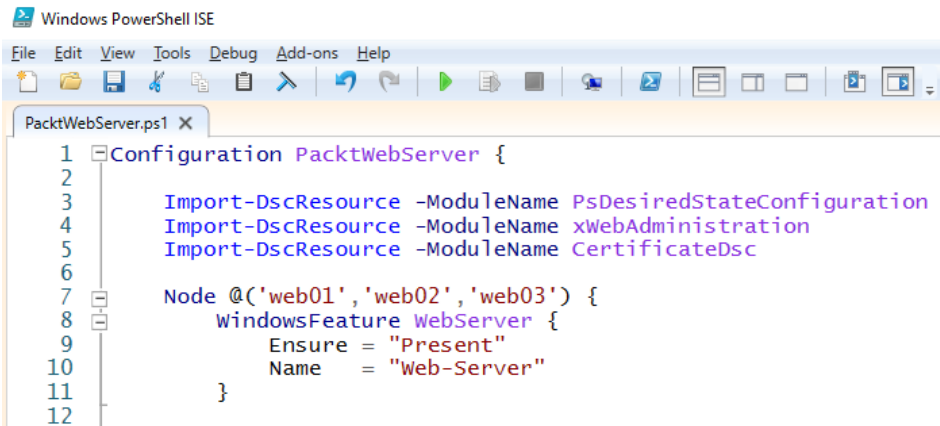 Windows PowerShell ISE
File Edit View Tools Debug Add-ons Help
PacktWebServer.ps1
1 Configuration PacktWebServer {
2
3 Import-DscResource -ModuleName PsDesiredStateConfiguration
4 Import-DscResource -ModuleName xWebAdministration
5 Import-DscResource -ModuleName CertificateDsc
6
7 Node @('web01','web02','web03') {
8 WindowsFeature WebServer {
9 Ensure = "Present"
10 Name = "Web-Server"
11 }
12